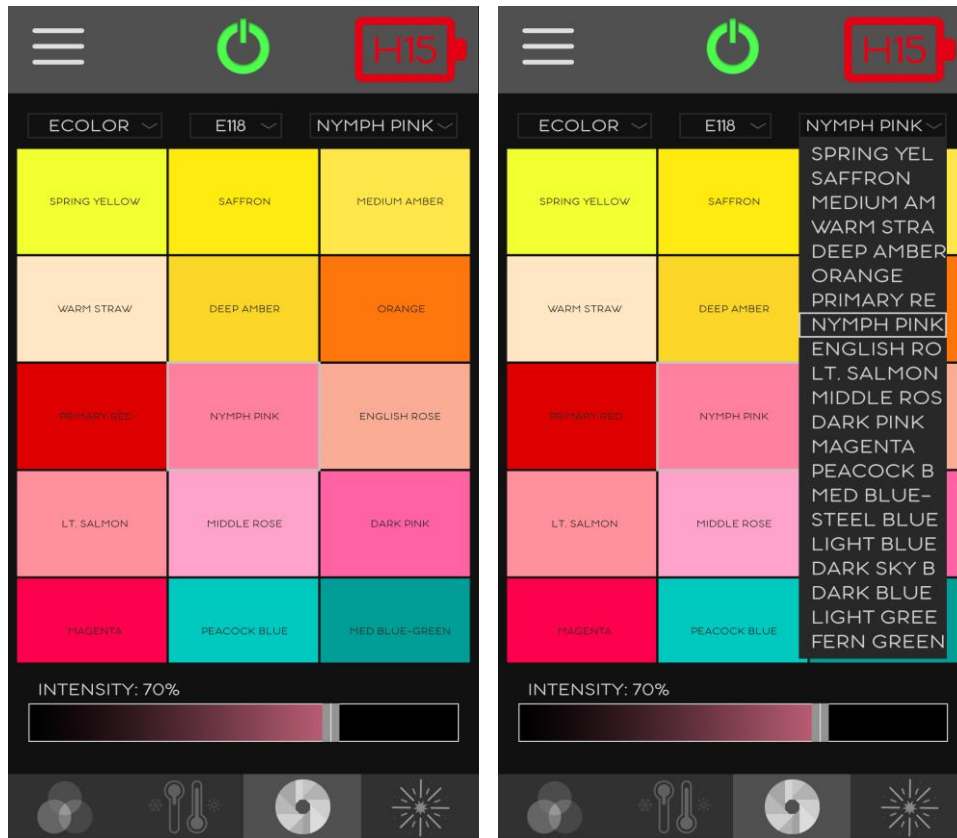 H15
ECOLOR E118 NYMPH PINK
SPRING YELLOW SAFFRON MEDIUM AMBER
WARM STRAW DEEP AMBER ORANGE
PRIMARY RED NYMPH PINK ENGLISH ROSE
LT. SALMON MIDDLE ROSE DARK PINK
MAGENTA PEACOCK BLUE MED BLUE-GREEN
INTENSITY: 70%
H15
ECOLOR E118 NYMPH PINK
SPRING YELLOW SAFFRON
WARM STRAW DEEP AMBER
PRIMARY RED NYMPH PINK
LT. SALMON MIDDLE ROSE
MAGENTA PEACOCK BLUE
SPRING YEL
SAFFRON
MEDIUM AM
WARM STRA
DEEP AMBER
ORANGE
PRIMARY RE
NYMPH PINK
ENGLISH RO
LT. SALMON
MIDDLE ROS
DARK PINK
MAGENTA
PEACOCK B
MED BLUE-
STEEL BLUE
LIGHT BLUE
DARK SKY B
DARK BLUE
LIGHT GREE
FERN GREEN
INTENSITY: 70%